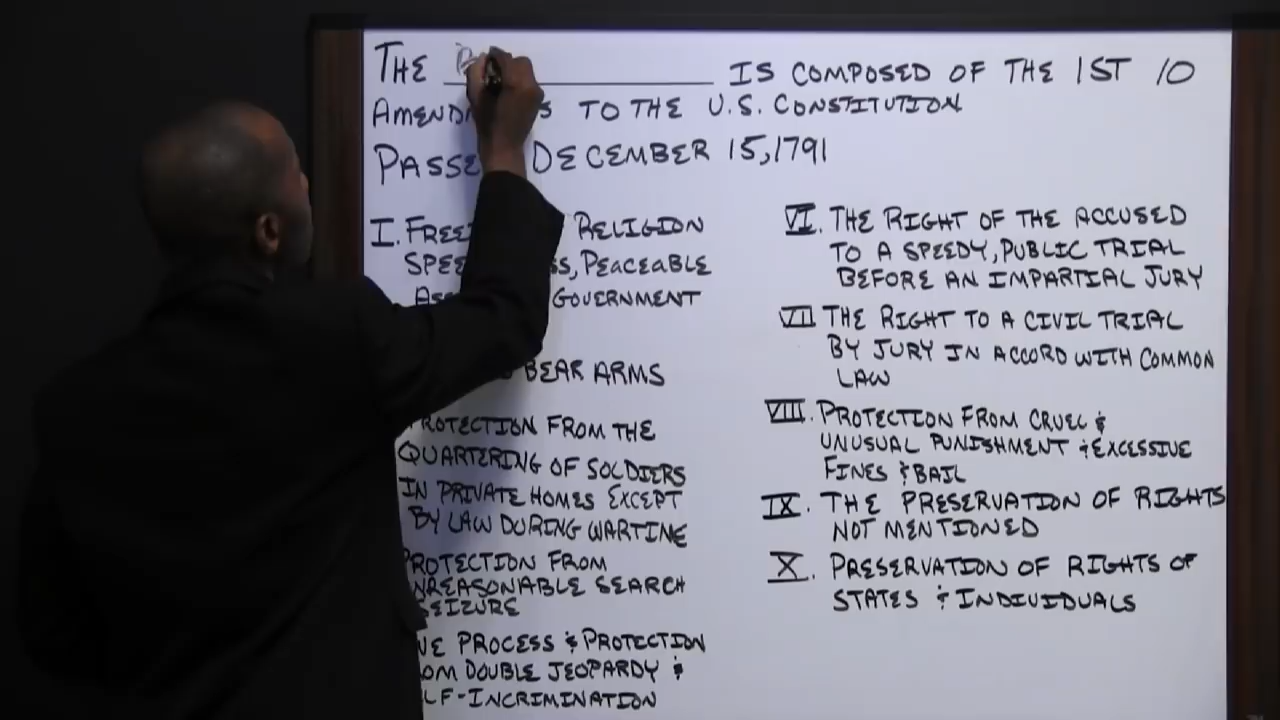 THE B IS COMPOSED OF THE 1ST 10
TO THE U.S. CONSTITUTION
DECEMBER 15, 1791
I. RELIGION
PEACEABLE
GOVERNMENT
BEAR ARMS
PROTECTION FROM THE
QUARTERING OF SOLDIERS
IN PRIVATE HOMES EXCEPT
BY LAW DURING WARTINE
PROTECTION FROM
UNREASONABLE SEARCH
SEIZURE
PROCESS & PROTECTION
DOUBLE JEOPARDY &
-INCRIMINATION
VI. THE RIGHT OF THE ACCUSED
TO A SPEEDY, PUBLIC TRIAL
BEFORE AN IMPARTIAL JURY
VII THE RIGHT TO A CIVIL TRIAL
BY JURY IN ACCORD WITH COMMON
LAW
VIII. PROTECTION FROM CRUEL &
UNUSUAL PUNISHMENT & EXCESSIVE
FINES & BAIL
IX. THE PRESERVATION OF RIGHTS
NOT MENTIONED
X. PRESERVATION OF RIGHTS OF
STATES & INDIVIDUALS